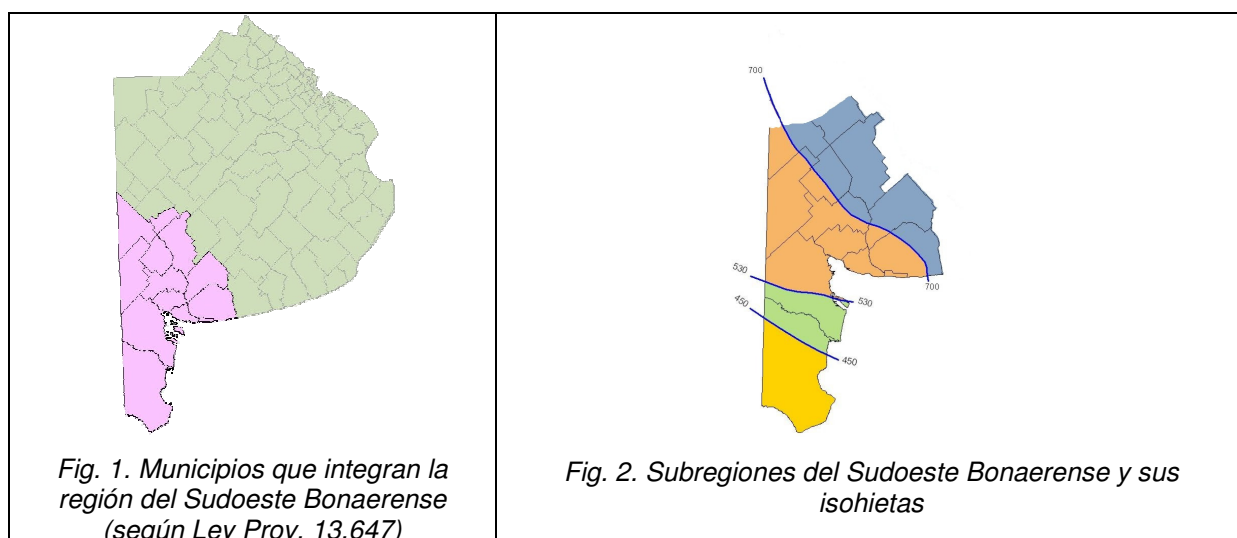 Fig. 1. Municipios que integran la
región del Sudoeste Bonaerense
(según Ley Prov. 13.647)
700
530
530
450
700
450
Fig. 2. Subregiones del Sudoeste Bonaerense y sus
isohietas